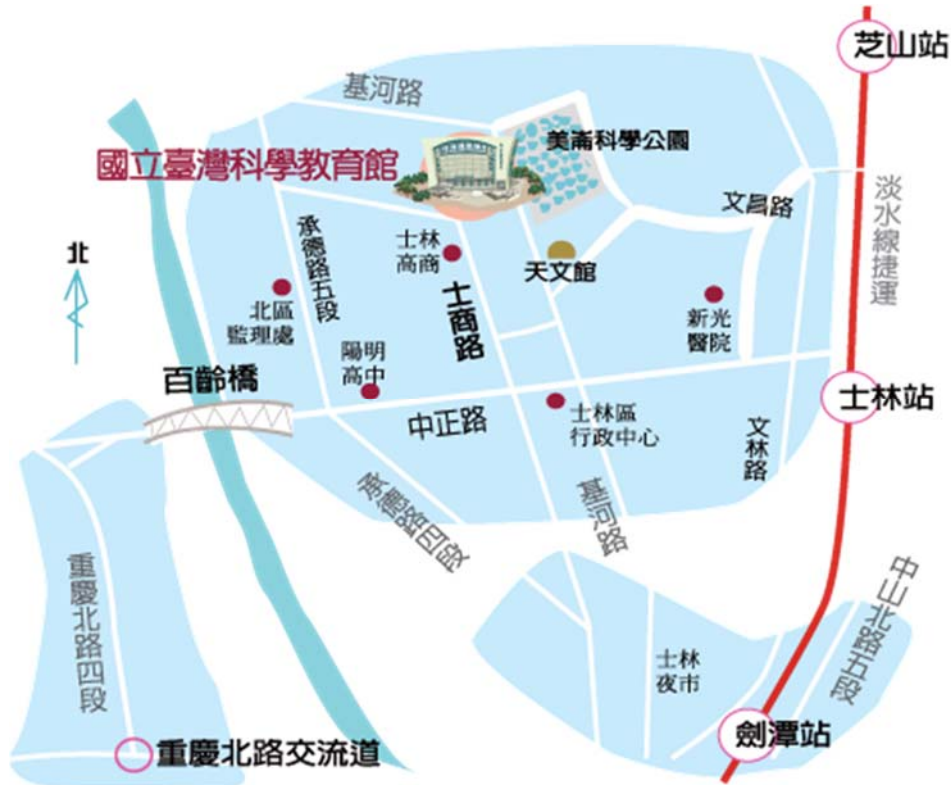 芝山站
基河路
美崙科學公園
國立臺灣科學教育館
淡水線捷運
文昌路
承德路五段
士林
高商
北
天文館
士商路
北區
監理處
新光
醫院
陽明
高中
百齡橋
士林站
中正路
士林區
行政中心
文林路
承德路四段
基河路
重慶北路四段
中山北路五段
士林
夜市
劍潭站
重慶北路交流道